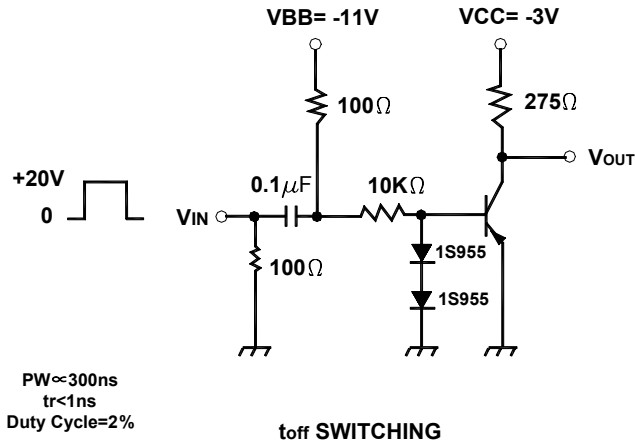 VBB= -11V
VCC= -3V
100Ω
275Ω
VOUT
+20V
0
0.1μF
10KΩ
VIN
100Ω
1S955
1S955
PW∝300ns
tr<1ns
Duty Cycle=2%
toff SWITCHING